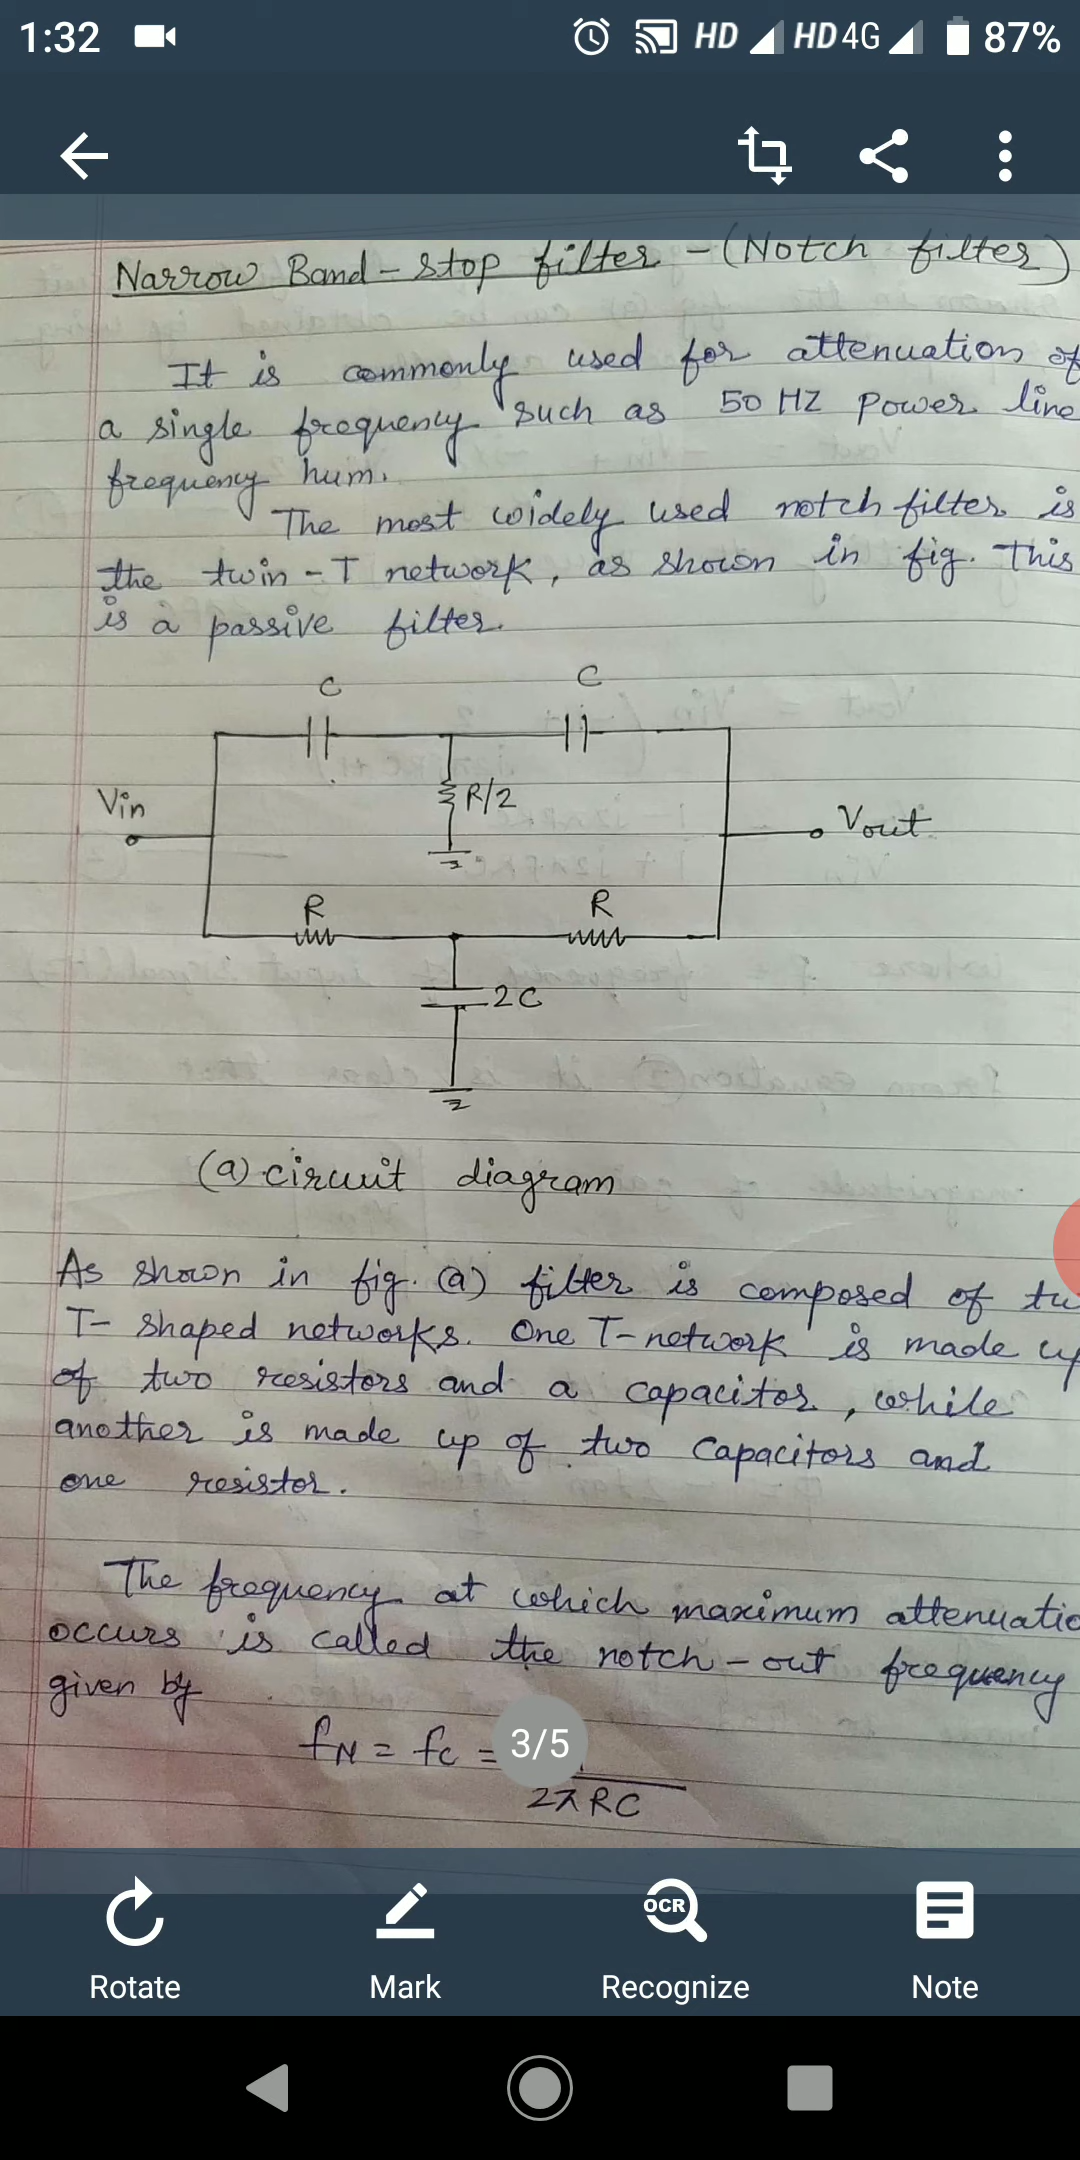 1:32 HD HD 4G 87%
Narrow Band-stop filter - (Notch filter)
It is commonly used for attenuation of
a single frequency such as 50 HZ power line
frequency hum.
The most widely used notch filter is
the twin-T network, as shown in fig. This
is a passive filter.
C C
Vin R/2 Vout
R R
2C
(a) circuit diagram
As shown in fig. (a) filter is composed of
T- shaped networks. One T-network is made up
of two resistors and a capacitor, while
another is made up of two capacitors and
one resistor.
The frequency at which maximum attenuatio
occurs is called the notch-out frequency
given by
fN = fc =
3/5
2πRC
OCR
Rotate Mark Recognize Note